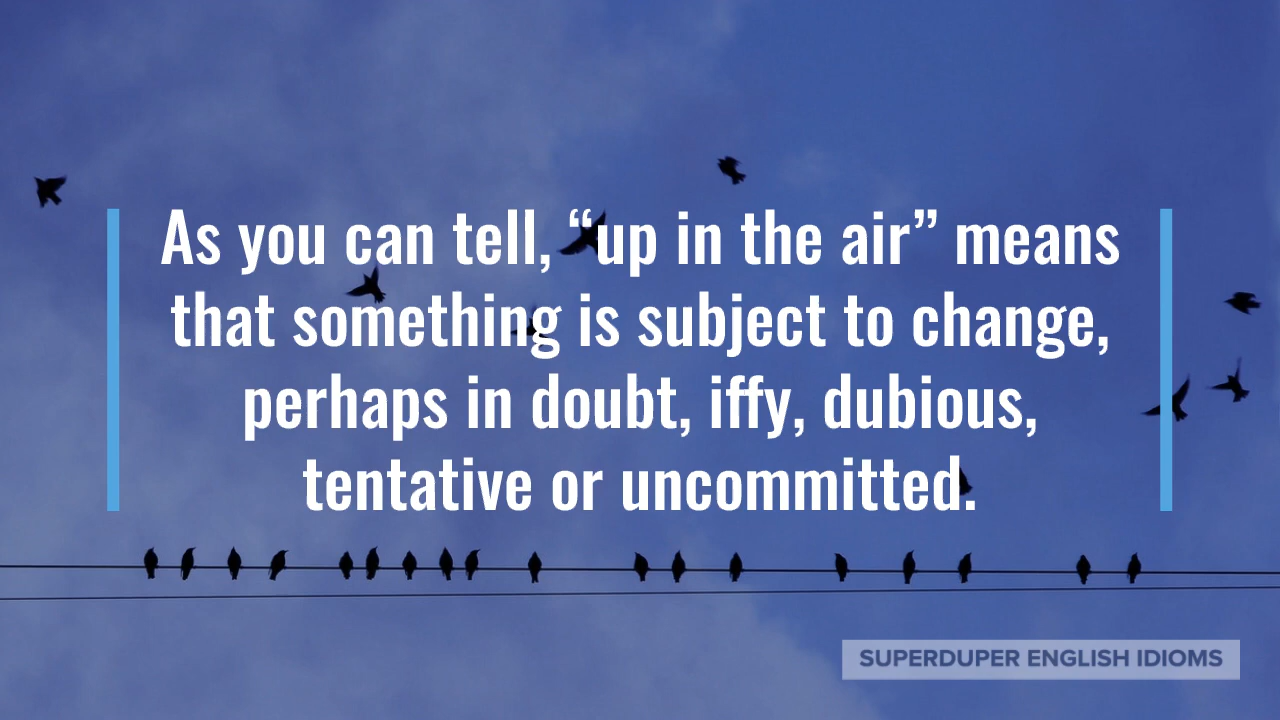 As you can tell, “up in the air” means
that something is subject to change,
perhaps in doubt, iffy, dubious,
tentative or uncommitted.
SUPERDUPER ENGLISH IDIOMS